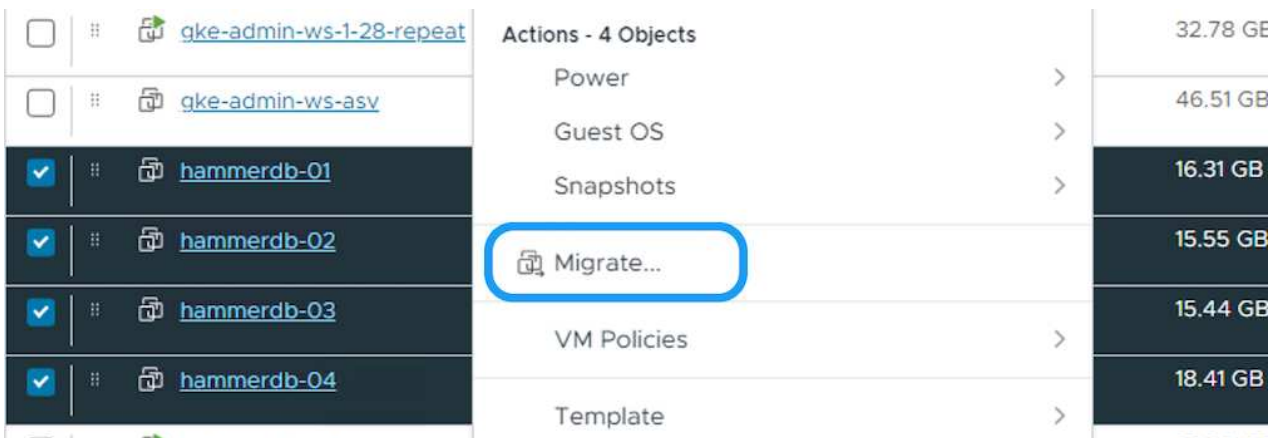 gke-admin-ws-1-28-repeat
32.78 GB
gke-admin-ws-asv
46.51 GB
hammerdb-01
16.31 GB
hammerdb-02
15.55 GB
hammerdb-03
15.44 GB
hammerdb-04
18.41 GB
Actions - 4 Objects
Power
Guest OS
Snapshots
Migrate...
VM Policies
Template